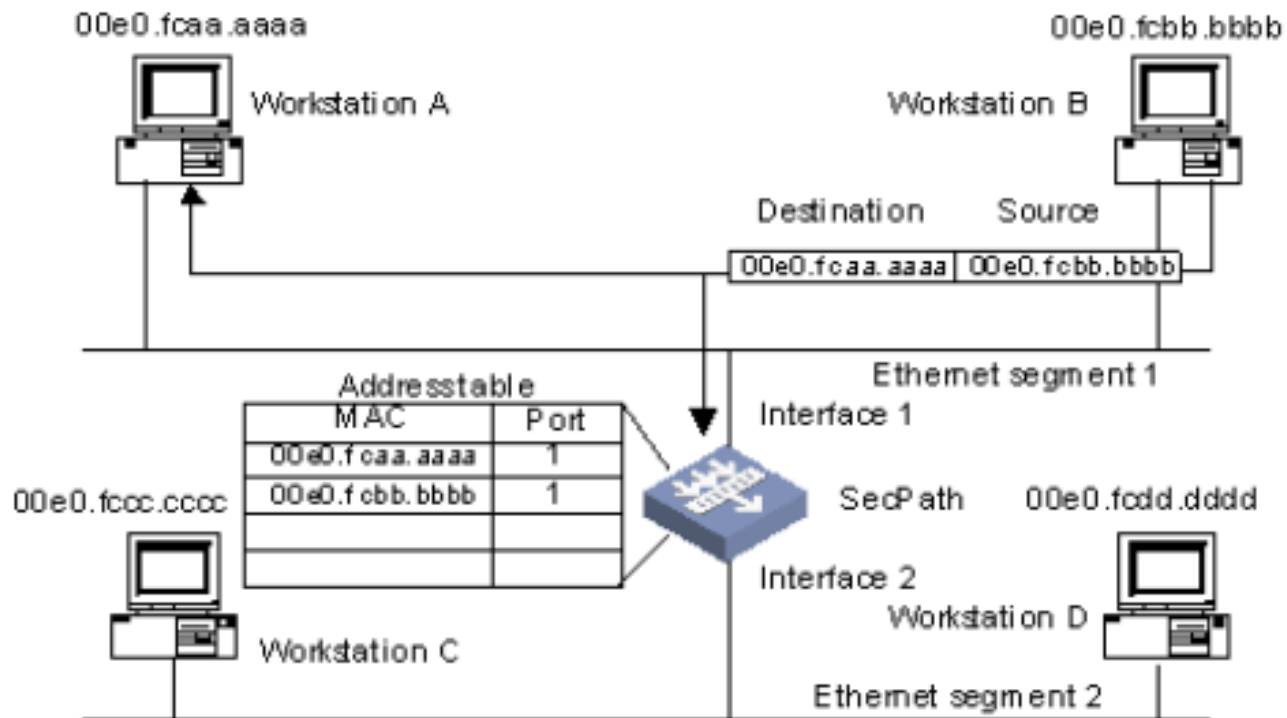 00e0.fcaa.aaaa
00e0.fcbb.bbbb
Workstation A
Workstation B
Destination Source
00e0.fcaa.aaaa 00e0.fcbb.bbbb
Ethernet segment 1
Addresstable
MAC Port
00e0.fcaa.aaaa 1
00e0.fcbb.bbbb 1
Interface 1
00e0.fccc.cccc
SecPath
00e0.fcdd.dddd
Interface 2
Workstation D
Workstation C
Ethernet segment 2